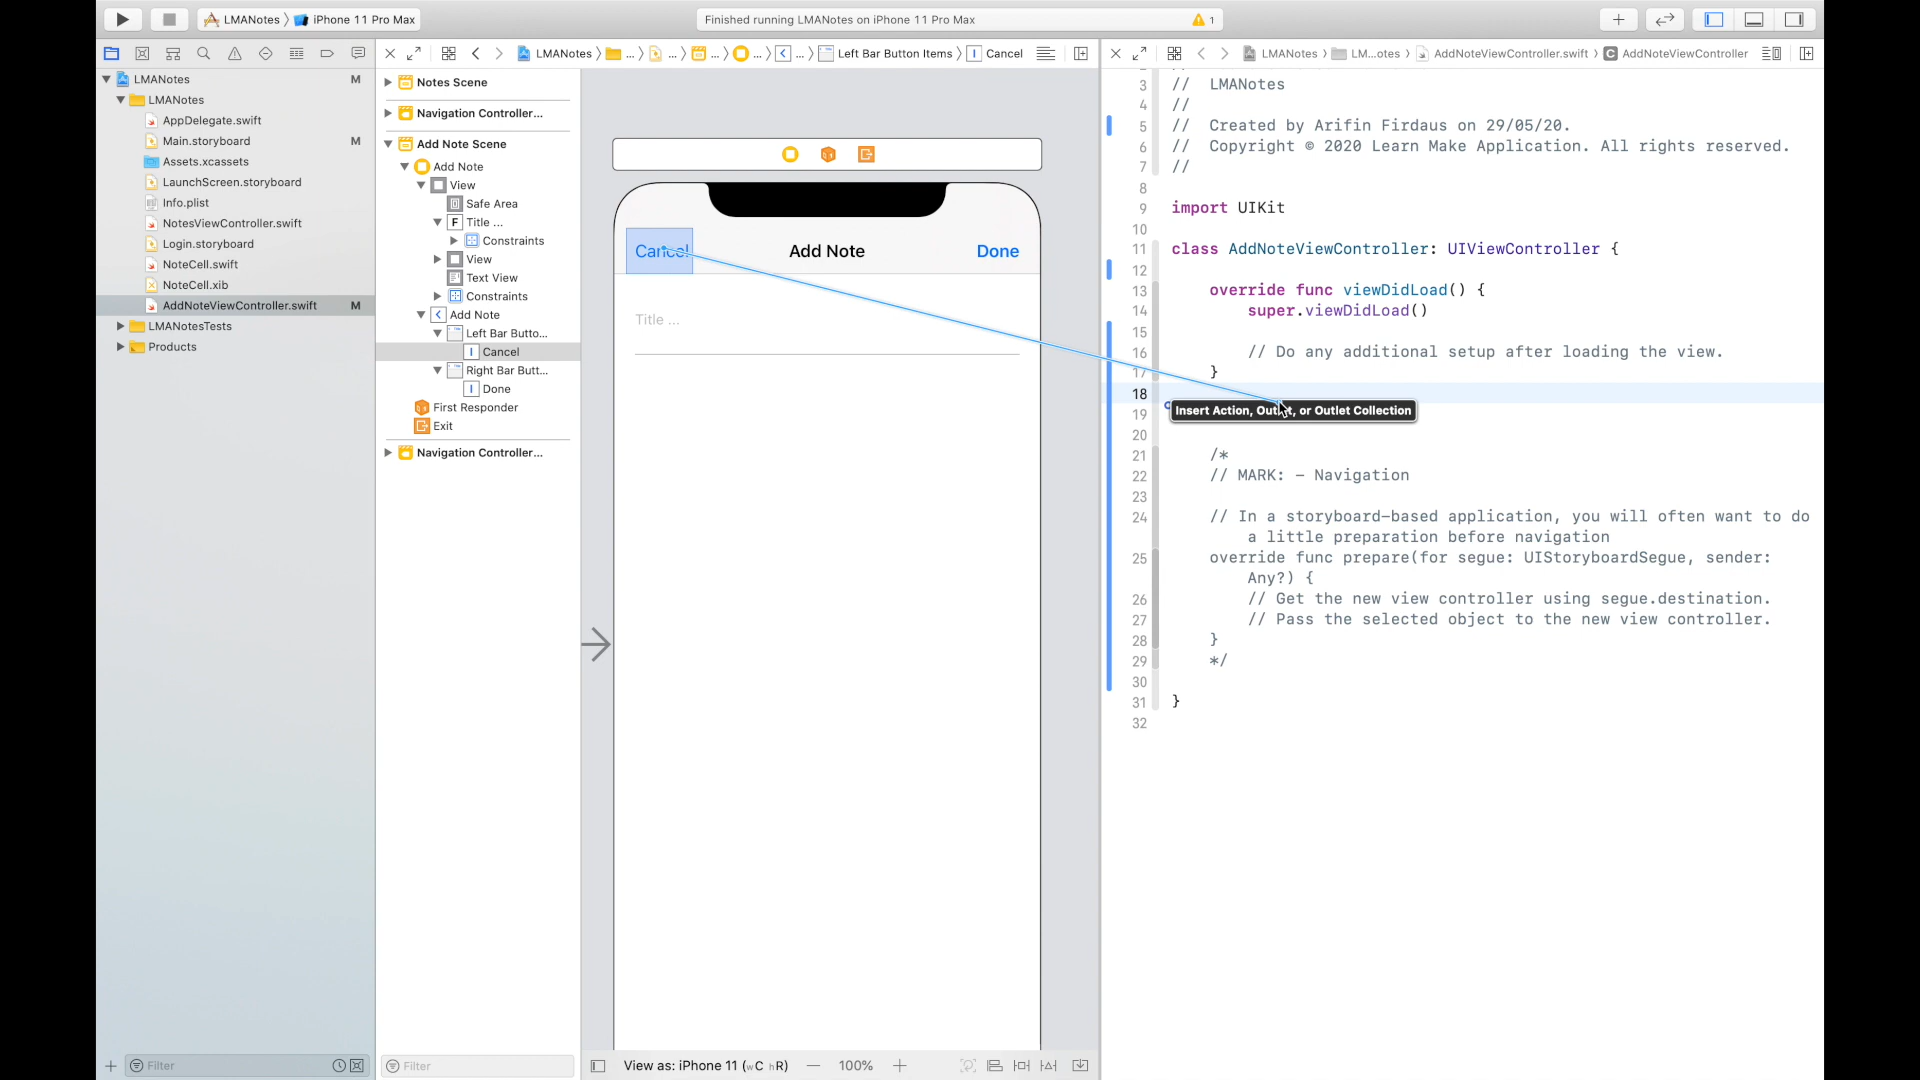 LMANotes
iPhone 11 Pro Max
Finished running LMANotes on iPhone 11 Pro Max
1
LMANotes
M
LMANotes
AppDelegate.swift
Main.storyboard
M
Assets.xcassets
LaunchScreen.storyboard
Info.plist
NotesViewController.swift
Login.storyboard
NoteCell.swift
NoteCell.xib
AddNoteViewController.swift
M
LMANotesTests
Products
Filter
LMANotes
...
...
...
...
...
Left Bar Button Items
Cancel
Notes Scene
Navigation Controller...
Add Note Scene
Add Note
View
Safe Area
F Title ...
Constraints
View
Text View
Constraints
Add Note
Left Bar Butto...
Cancel
Right Bar Butt...
Done
First Responder
Exit
Navigation Controller...
Filter
Cancel
Add Note
Done
Title ...
View as: iPhone 11 (wC hR)
100%
LMANotes
LM...otes
AddNoteViewController.swift
C AddNoteViewController
3 // LMANotes
4 //
5 // Created by Arifin Firdaus on 29/05/20.
6 // Copyright © 2020 Learn Make Application. All rights reserved.
7 //
8
9 import UIKit
10
11 class AddNoteViewController: UIViewController {
12
13 override func viewDidLoad() {
14 super.viewDidLoad()
15
16 // Do any additional setup after loading the view.
17 }
18
19
Insert Action, Outlet, or Outlet Collection
20
21 /*
22 // MARK: - Navigation
23
24 // In a storyboard-based application, you will often want to do
a little preparation before navigation
25 override func prepare(for segue: UIStoryboardSegue, sender:
Any?) {
26 // Get the new view controller using segue.destination.
27 // Pass the selected object to the new view controller.
28 }
29 */
30
31 }
32